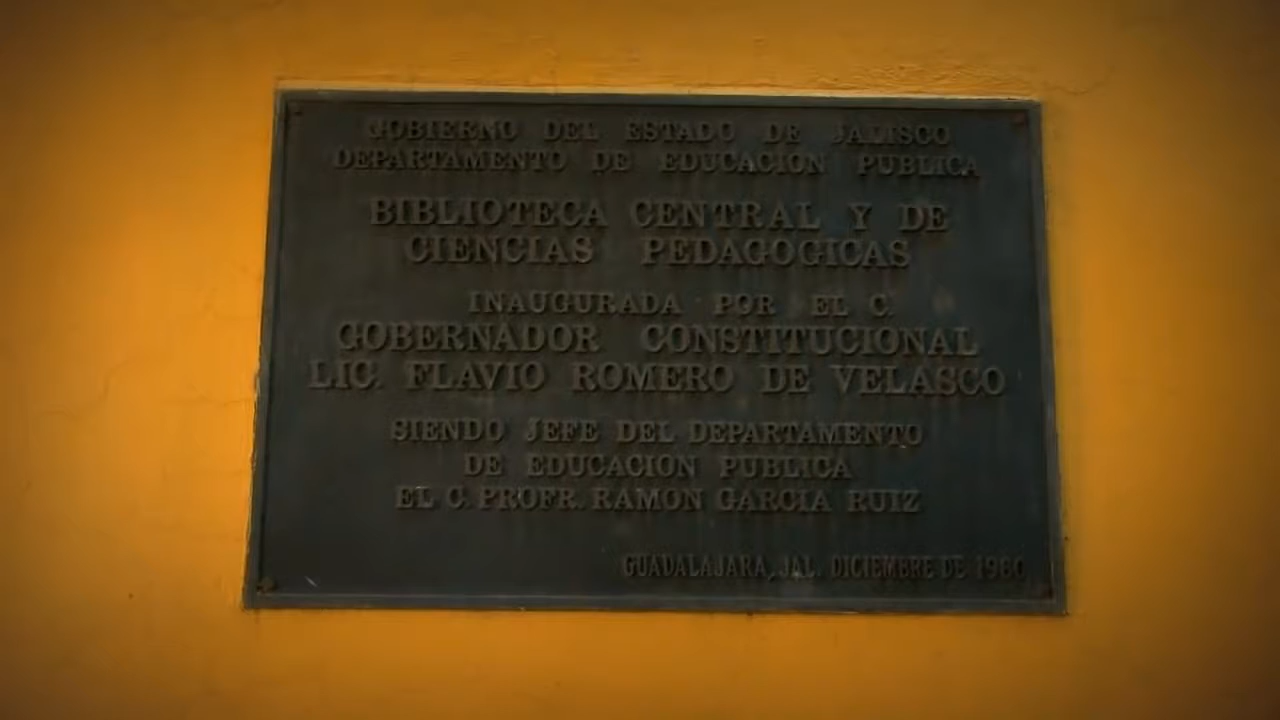 GOBIERNO DEL ESTADO DE JALISCO
DEPARTAMENTO DE EDUCACION PUBLICA
BIBLIOTECA CENTRAL Y DE
CIENCIAS PEDAGOGICAS
INAUGURADA POR EL C.
GOBERNADOR CONSTITUCIONAL
LIC. FLAVIO ROMERO DE VELASCO
SIENDO JEFE DEL DEPARTAMENTO
DE EDUCACION PUBLICA
EL C. PROFR. RAMON GARCIA RUIZ
GUADALAJARA, JAL. DICIEMBRE DE 1980